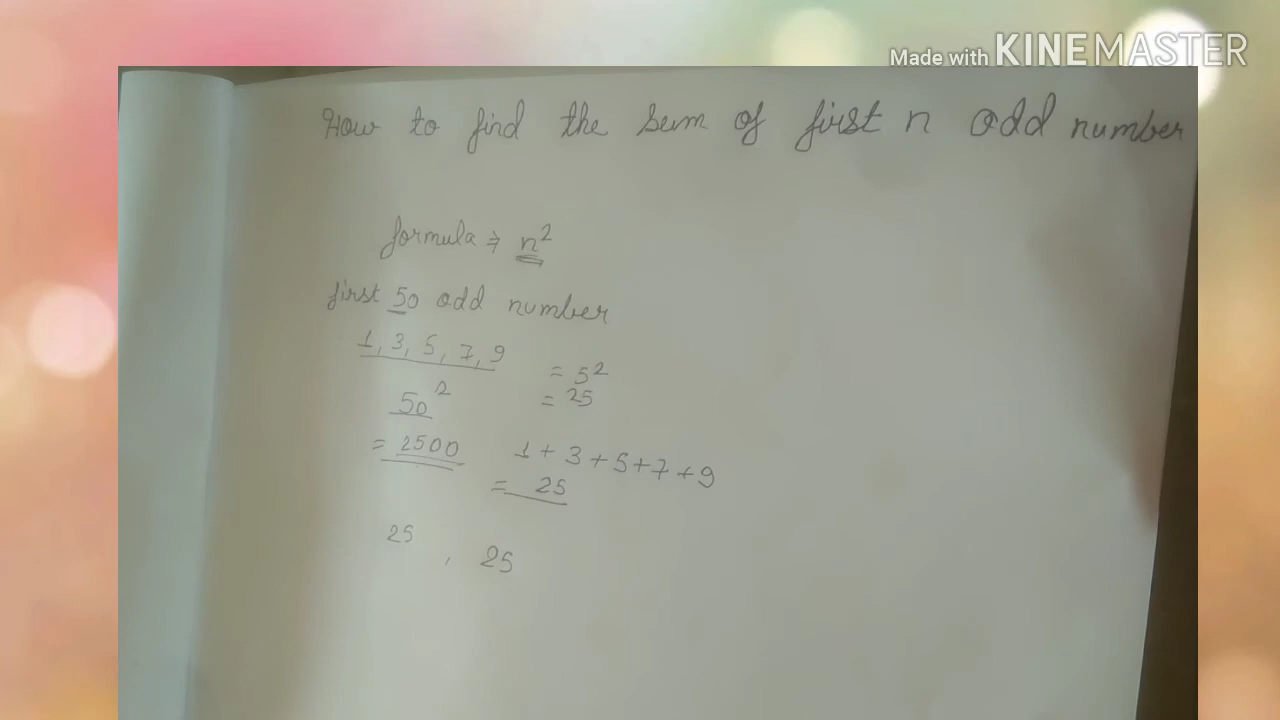 Made with KINEMASTER
How to find the sum of first n odd number
formula ⇒ n²
first 50 odd number
1, 3, 5, 7, 9
= 5²
= 25
50²
= 2500
1 + 3 + 5 + 7 + 9
= 25
25 , 25